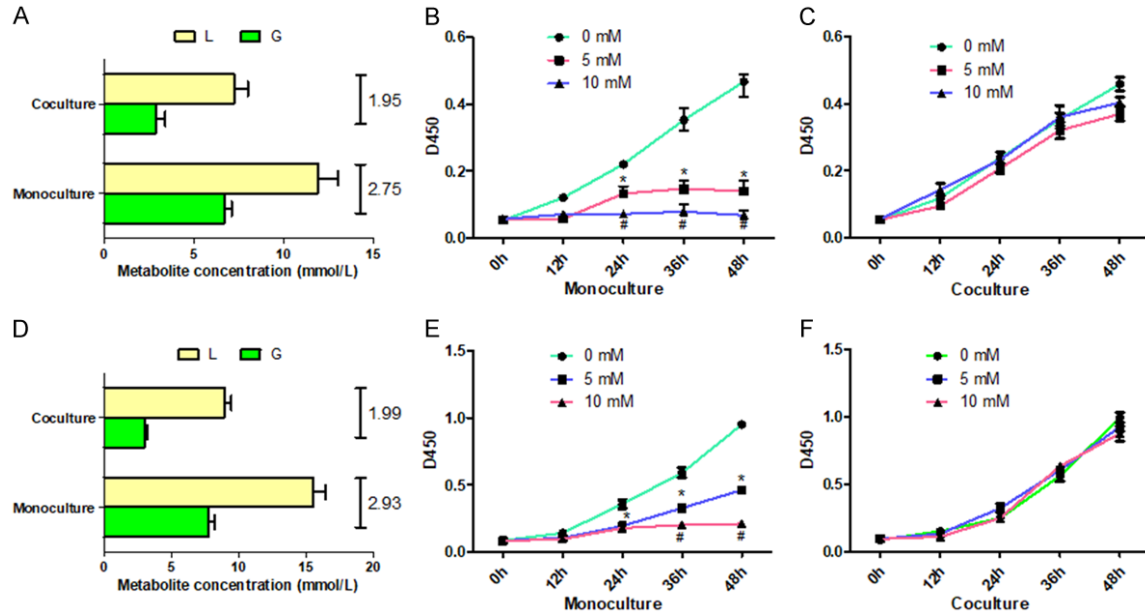 A
L G
Coculture
1.95
Monoculture
2.75
0 5 10 15
Metabolite concentration (mmol/L)
B
0 mM
5 mM
10 mM
D450
0.6
0.4
0.2
0.0
* * *
# # #
0h 12h 24h 36h 48h
Monoculture
C
0 mM
5 mM
10 mM
D450
0.6
0.4
0.2
0.0
0h 12h 24h 36h 48h
Coculture
D
L G
Coculture
1.99
Monoculture
2.93
0 5 10 15 20
Metabolite concentration (mmol/L)
E
0 mM
5 mM
10 mM
D450
1.5
1.0
0.5
0.0
* * *
# #
0h 12h 24h 36h 48h
Monoculture
F
0 mM
5 mM
10 mM
D450
1.5
1.0
0.5
0.0
0h 12h 24h 36h 48h
Coculture